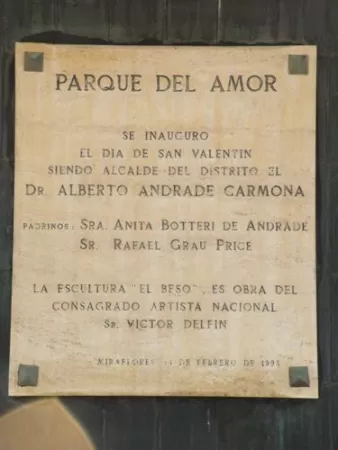 PARQUE DEL AMOR
SE INAUGURO
EL DIA DE SAN VALENTIN
SIENDO ALCALDE DEL DISTRITO EL
DR. ALBERTO ANDRADE CARMONA
PADRINOS: SRA. ANITA BOTTERI DE ANDRADE
SR. RAFAEL GRAU PRICE
LA ESCULTURA "EL BESO", ES OBRA DEL
CONSAGRADO ARTISTA NACIONAL
SR. VICTOR DELFIN
MIRAFLORES DE FEBRERO DE